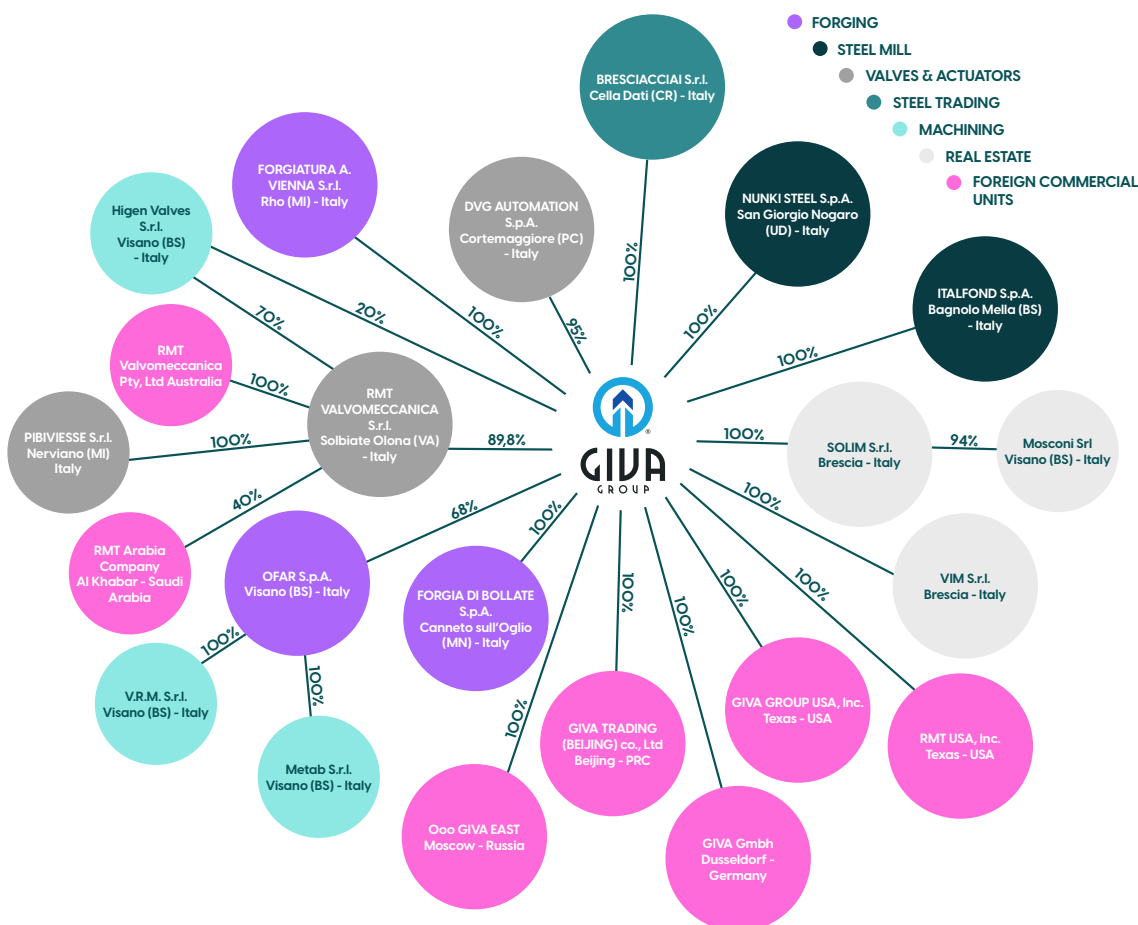 FORGING
STEEL MILL
VALVES & ACTUATORS
STEEL TRADING
MACHINING
REAL ESTATE
FOREIGN COMMERCIAL
UNITS
BRESCIACCIAI S.r.l.
Cella Dati (CR) - Italy
FORGIATURA A.
VIENNA S.r.l.
Rho (MI) - Italy
DVG AUTOMATION
S.p.A.
Cortemaggiore (PC)
- Italy
NUNKI STEEL S.p.A.
San Giorgio Nogaro
(UD) - Italy
Higen Valves
S.r.l.
Visano (BS)
- Italy
ITALFOND S.p.A.
Bagnolo Mella (BS)
- Italy
100%
70%
20%
100%
95%
100%
100%
RMT
Valvomeccanica
Pty, Ltd Australia
100%
RMT
VALVOMECCANICA
S.r.l.
Solbiate Olona (VA)
- Italy
PIBIVIESSE S.r.l.
Nerviano (MI)
Italy
100%
89,8%
GIVA
GROUP
®
100%
SOLIM S.r.l.
Brescia - Italy
94%
Mosconi Srl
Visano (BS) - Italy
40%
68%
100%
100%
RMT Arabia
Company
Al Khabar - Saudi
Arabia
OFAR S.p.A.
Visano (BS) - Italy
FORGIA DI BOLLATE
S.p.A.
Canneto sull'Oglio
(MN) - Italy
100%
100%
100%
100%
VIM S.r.l.
Brescia - Italy
100%
100%
100%
V.R.M. S.r.l.
Visano (BS) - Italy
Metab S.r.l.
Visano (BS) - Italy
GIVA TRADING
(BEIJING) co., Ltd
Beijing - PRC
GIVA GROUP USA, Inc.
Texas - USA
RMT USA, Inc.
Texas - USA
Ooo GIVA EAST
Moscow - Russia
GIVA Gmbh
Dusseldorf -
Germany